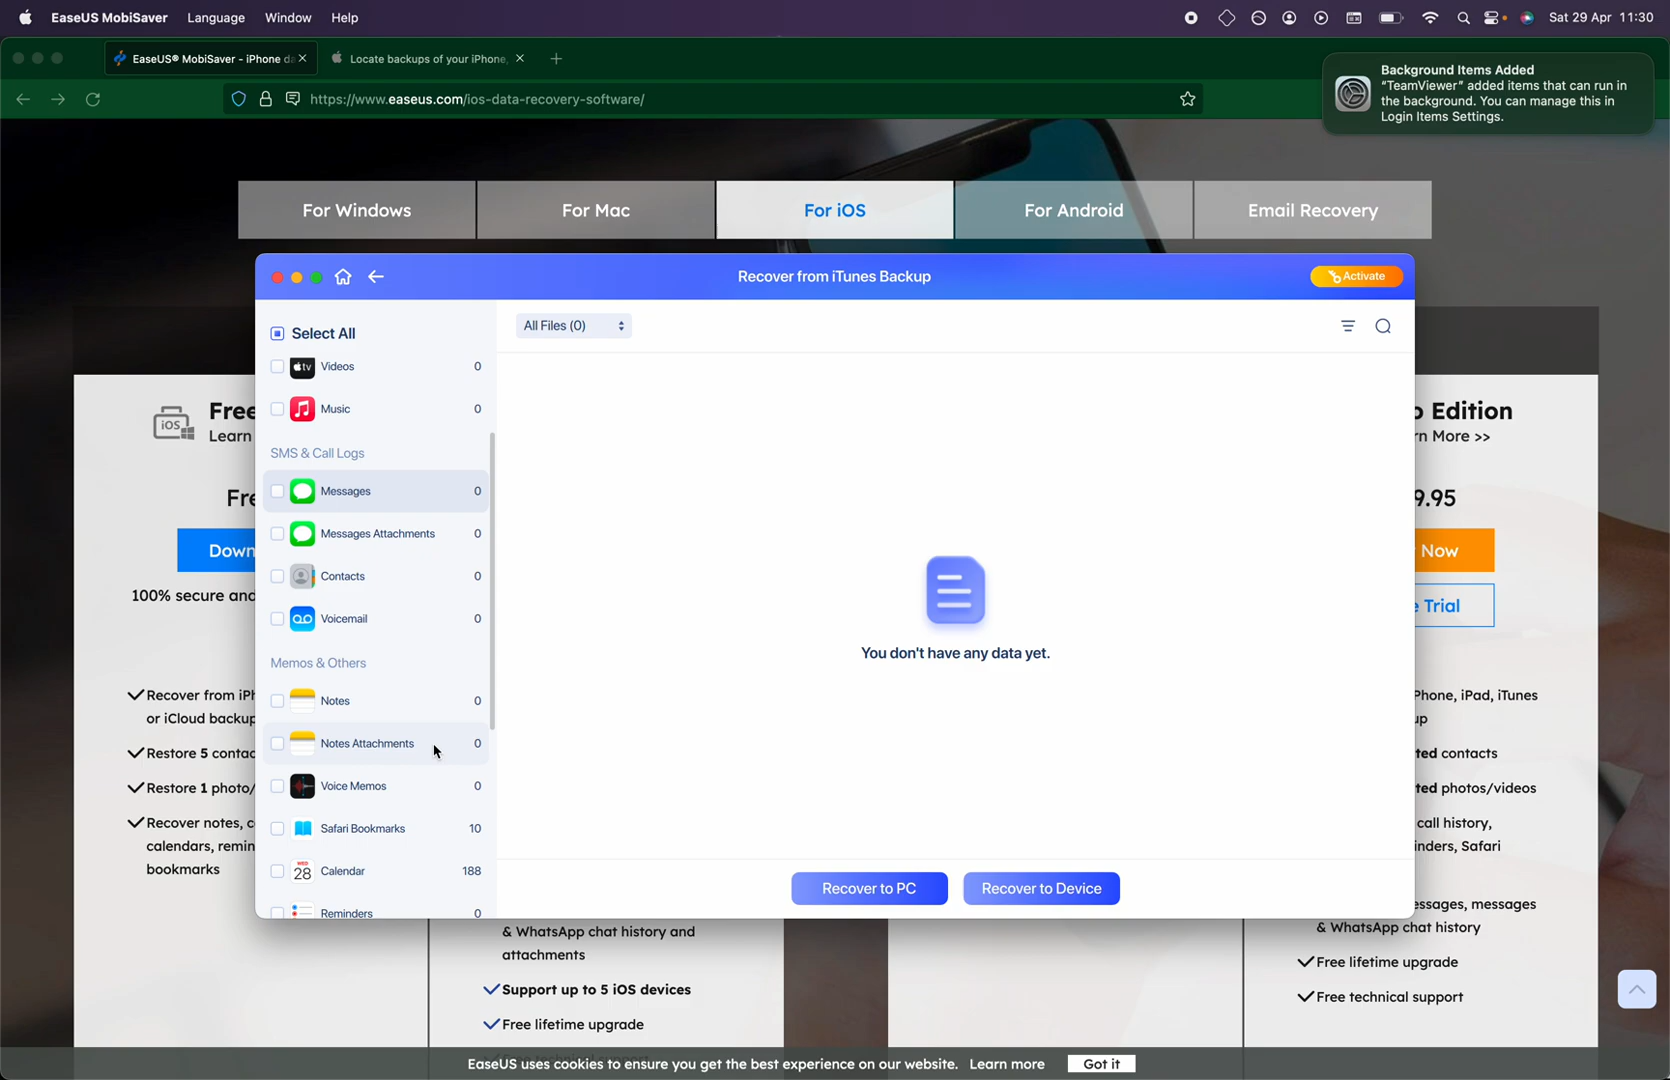 EaseUS MobiSaver Language Window Help
Sat 29 Apr 11:30
EaseUS® MobiSaver - iPhone da
Locate backups of your iPhone,
https://www.easeus.com/ios-data-recovery-software/
Background Items Added
“TeamViewer” added items that can run in
the background. You can manage this in
Login Items Settings.
For Windows
For Mac
For iOS
For Android
Email Recovery
Recover from iTunes Backup
Activate
Select All
All Files (0)
Videos 0
Music 0
SMS & Call Logs
Messages 0
Messages Attachments 0
Contacts 0
Voicemail 0
Memos & Others
Notes 0
Notes Attachments 0
Voice Memos 0
Safari Bookmarks 10
WED
28
Calendar 188
Reminders 0
You don't have any data yet.
Recover to PC
Recover to Device
iOS
Free
Learn
Fre
Down
100% secure and
Recover from iPh
or iCloud backup
Restore 5 contac
Restore 1 photo/
Recover notes, c
calendars, remin
bookmarks
& WhatsApp chat history and
attachments
Support up to 5 iOS devices
Free lifetime upgrade
o Edition
rn More >>
9.95
Now
e Trial
Phone, iPad, iTunes
up
ted contacts
ted photos/videos
call history,
inders, Safari
essages, messages
& WhatsApp chat history
Free lifetime upgrade
Free technical support
EaseUS uses cookies to ensure you get the best experience on our website. Learn more
Got it